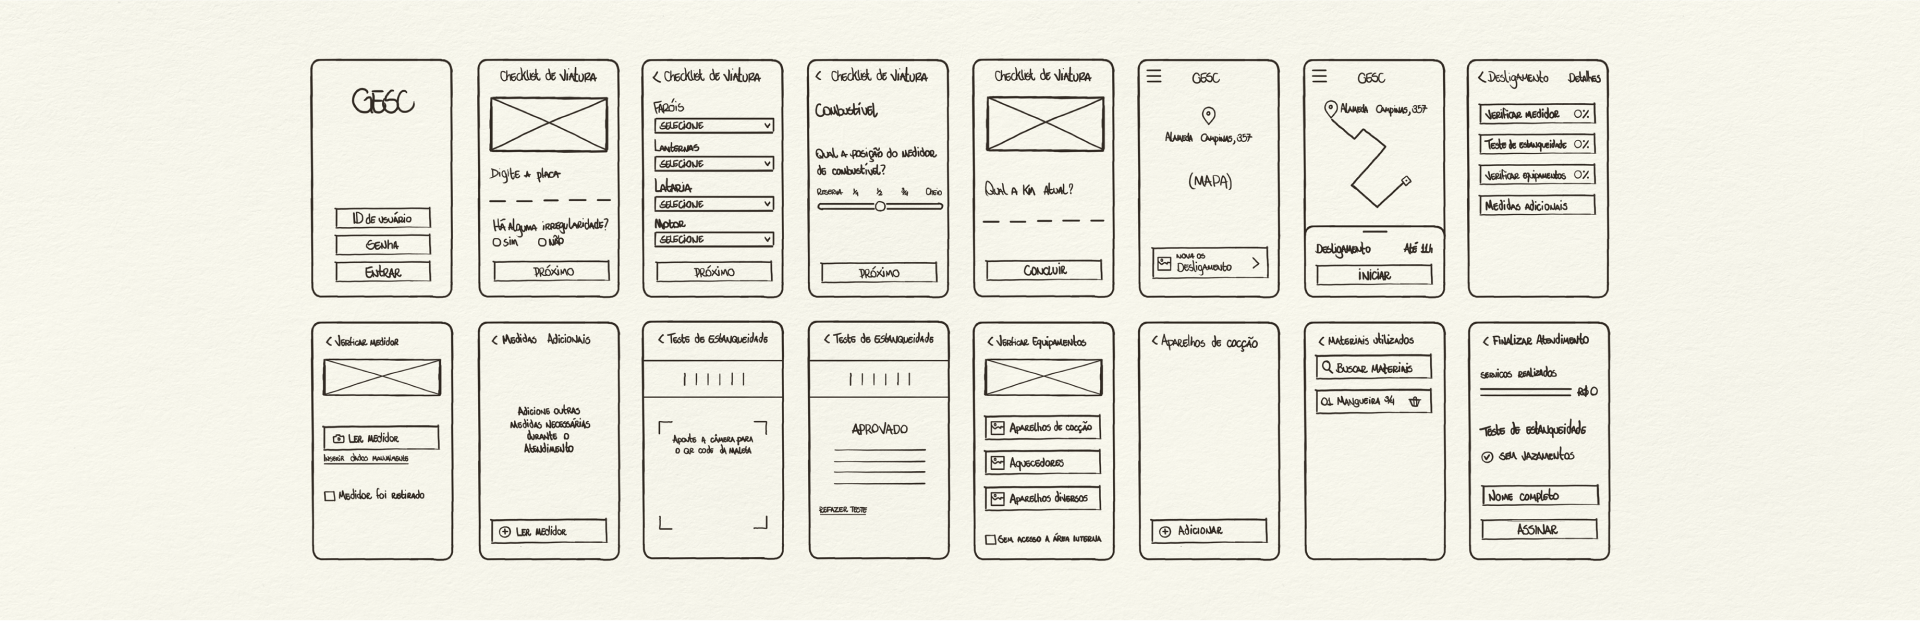 GESC
ID de usuário
Senha
Entrar
Checklist de Viatura
Digite a placa
Há alguma irregularidade?
Sim Não
Próximo
Checklist de Viatura
Faróis
Selecione
Lanternas
Selecione
Lataria
Selecione
Motor
Selecione
Próximo
Checklist de Viatura
Combustível
Qual a posição do medidor
de combustível?
Reserva ¼ ½ ¾ Cheio
Próximo
Checklist de Viatura
Qual a KM atual?
Concluir
GESC
Alameda Campinas, 357
(MAPA)
Nova OS
Desligamento
GESC
Alameda Campinas, 357
Desligamento Até 11h
Iniciar
Desligamento Detalhes
Verificar medidor 0%
Teste de estanqueidade 0%
Verificar equipamentos 0%
Medidas adicionais
Verificar medidor
Ler medidor
Inserir dados manualmente
Medidor foi retirado
Medidas Adicionais
Adicione outras
medidas necessárias
durante o
atendimento
Ler medidor
Teste de Estanqueidade
Aponte a câmera para
o QR code da maleta
Teste de Estanqueidade
APROVADO
Refazer teste
Verificar Equipamentos
Aparelhos de cocção
Aquecedores
Aparelhos diversos
Sem acesso a área interna
Aparelhos de cocção
Adicionar
Materiais utilizados
Buscar Materiais
01 Mangueira 3/4
Finalizar Atendimento
Serviços realizados
R$ 0
Teste de estanqueidade
Sem vazamentos
Nome completo
Assinar